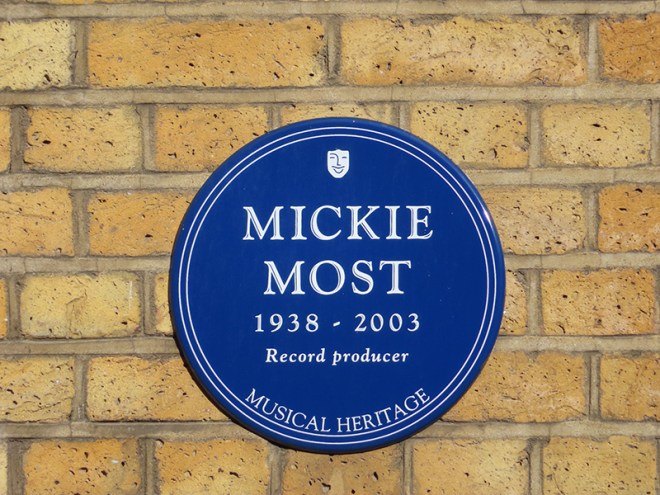 MICKIE
MOST
1938 - 2003
Record producer
MUSICAL HERITAGE